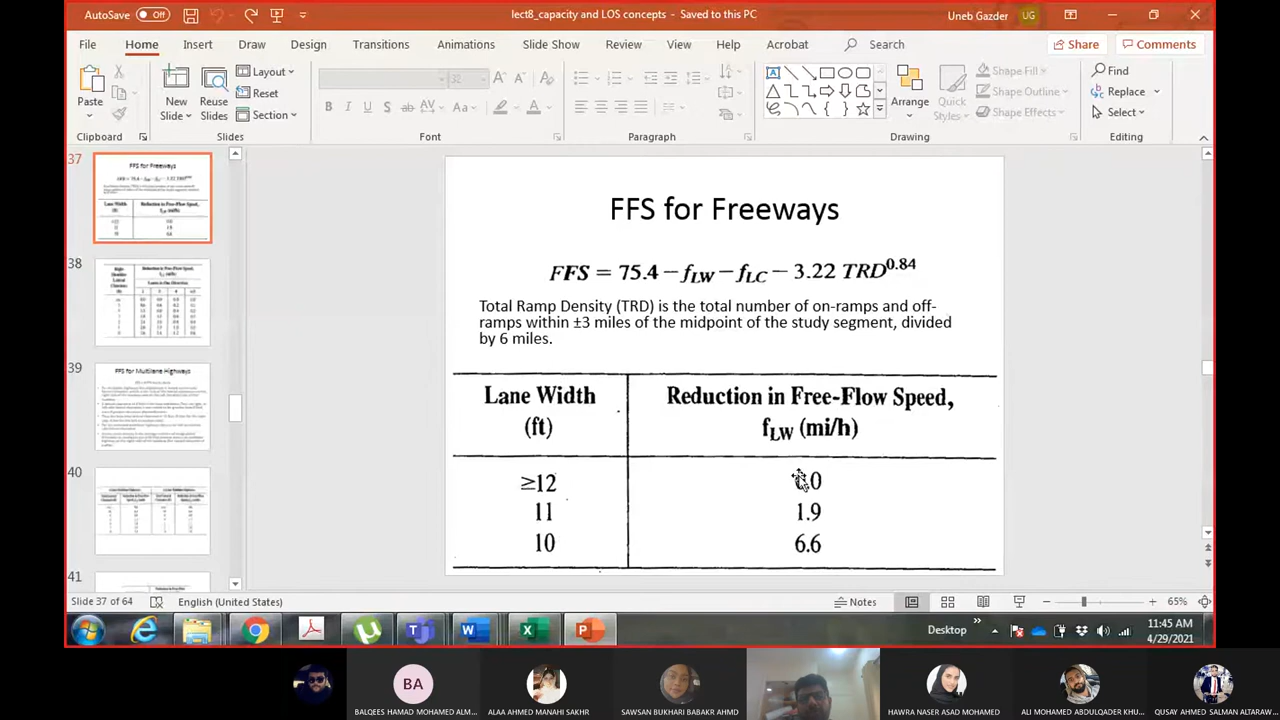 AutoSave Off
lect8_capacity and LOS concepts - Saved to this PC
Uneb Gazder UG
File Home Insert Draw Design Transitions Animations Slide Show Review View Help Acrobat Search Share Comments
Paste
New Slide
Reuse Slides
Layout
Reset
Section
32
Arrange
Quick Styles
Shape Fill
Shape Outline
Shape Effects
Find
Replace
Select
Clipboard Slides Font Paragraph Drawing Editing
37
FFS for Freeways
38
39
FFS for Multilane Highways
40
41
FFS for Freeways
FFS = 75.4 − fLW − fLC − 3.22 TRD^0.84
Total Ramp Density (TRD) is the total number of on-ramps and off-
ramps within ±3 miles of the midpoint of the study segment, divided
by 6 miles.
Lane Width Reduction in Free-Flow Speed,
(ft) fLW (mi/h)
≥12 0.0
11 1.9
10 6.6
Slide 37 of 64 English (United States) Notes 65%
Desktop 11:45 AM
4/29/2021
BA
BALQEES HAMAD MOHAMED ALM... ALAA AHMED MANAHI SAKHR SAWSAN BUKHARI BABAKR AHMD HAWRA NASER ASAD MOHAMED ALI MOHAMED ABDULQADER KHU... QUSAY AHMED SALMAN ALTARAW...